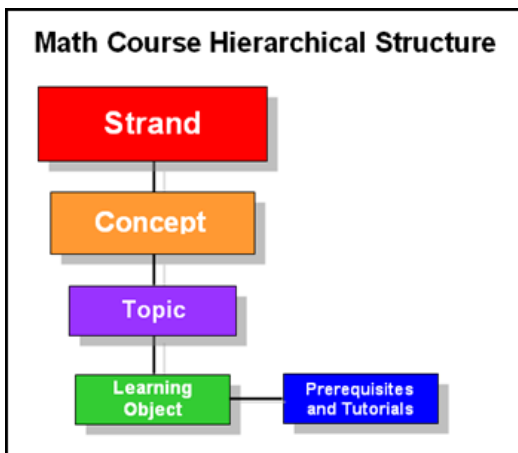 Math Course Hierarchical Structure
Strand
Concept
Topic
Learning
Object
Prerequisites
and Tutorials